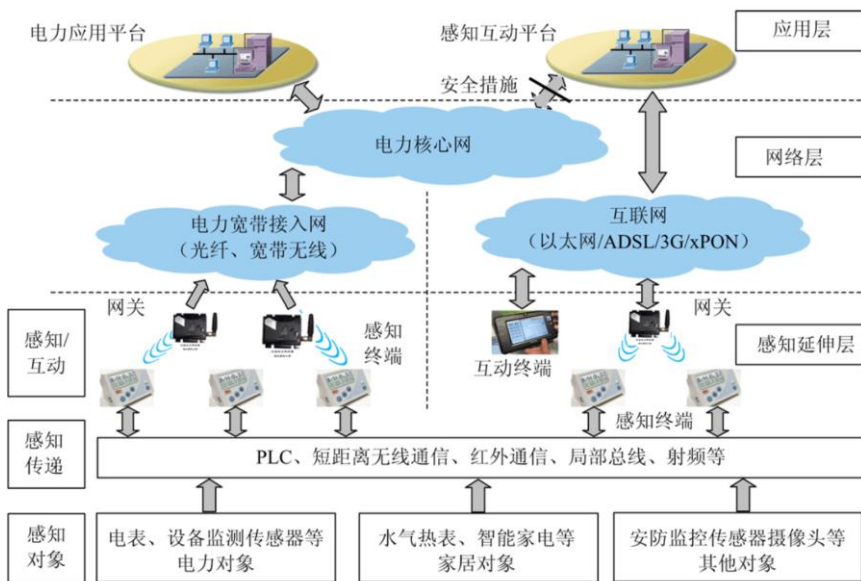 电力应用平台
感知互动平台
应用层
安全措施
电力核心网
网络层
电力宽带接入网
(光纤、宽带无线)
互联网
(以太网/ADSL/3G/xPON)
网关
网关
感知/
互动
感知
终端
互动终端
感知延伸层
感知终端
感知
传递
PLC、短距离无线通信、红外通信、局部总线、射频等
感知
对象
电表、设备监测传感器等
电力对象
水气热表、智能家电等
家居对象
安防监控传感器摄像头等
其他对象